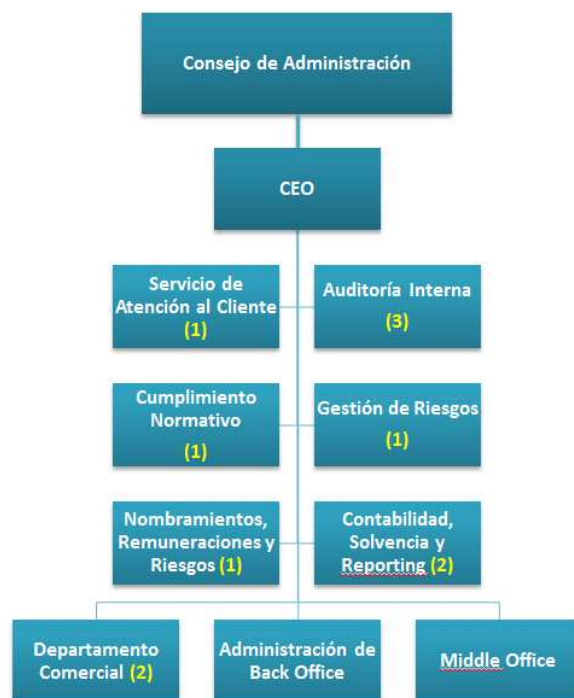 Consejo de Administración
CEO
Servicio de
Atención al Cliente
(1)
Auditoría Interna
(3)
Cumplimiento
Normativo
(1)
Gestión de Riesgos
(1)
Nombramientos,
Remuneraciones y
Riesgos (1)
Contabilidad,
Solvencia y
Reporting (2)
Departamento
Comercial (2)
Administración de
Back Office
Middle Office